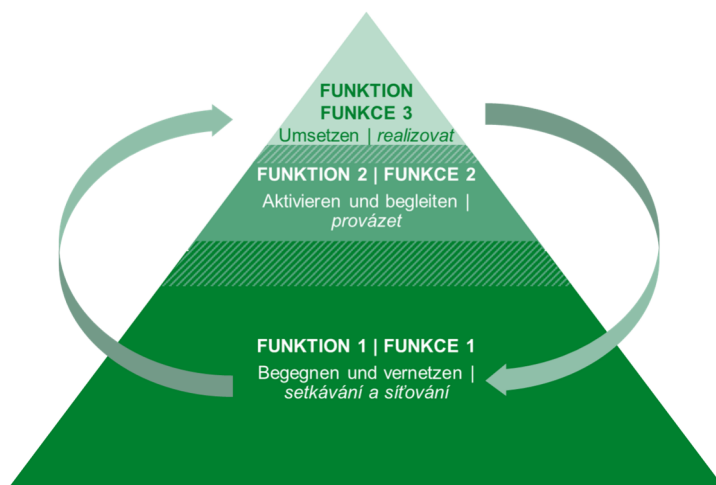 FUNKTION
FUNKCE 3
Umsetzen | realizovat
FUNKTION 2 | FUNKCE 2
Aktivieren und begleiten |
provázet
FUNKTION 1 | FUNKCE 1
Begegnen und vernetzen |
setkávání a síťování